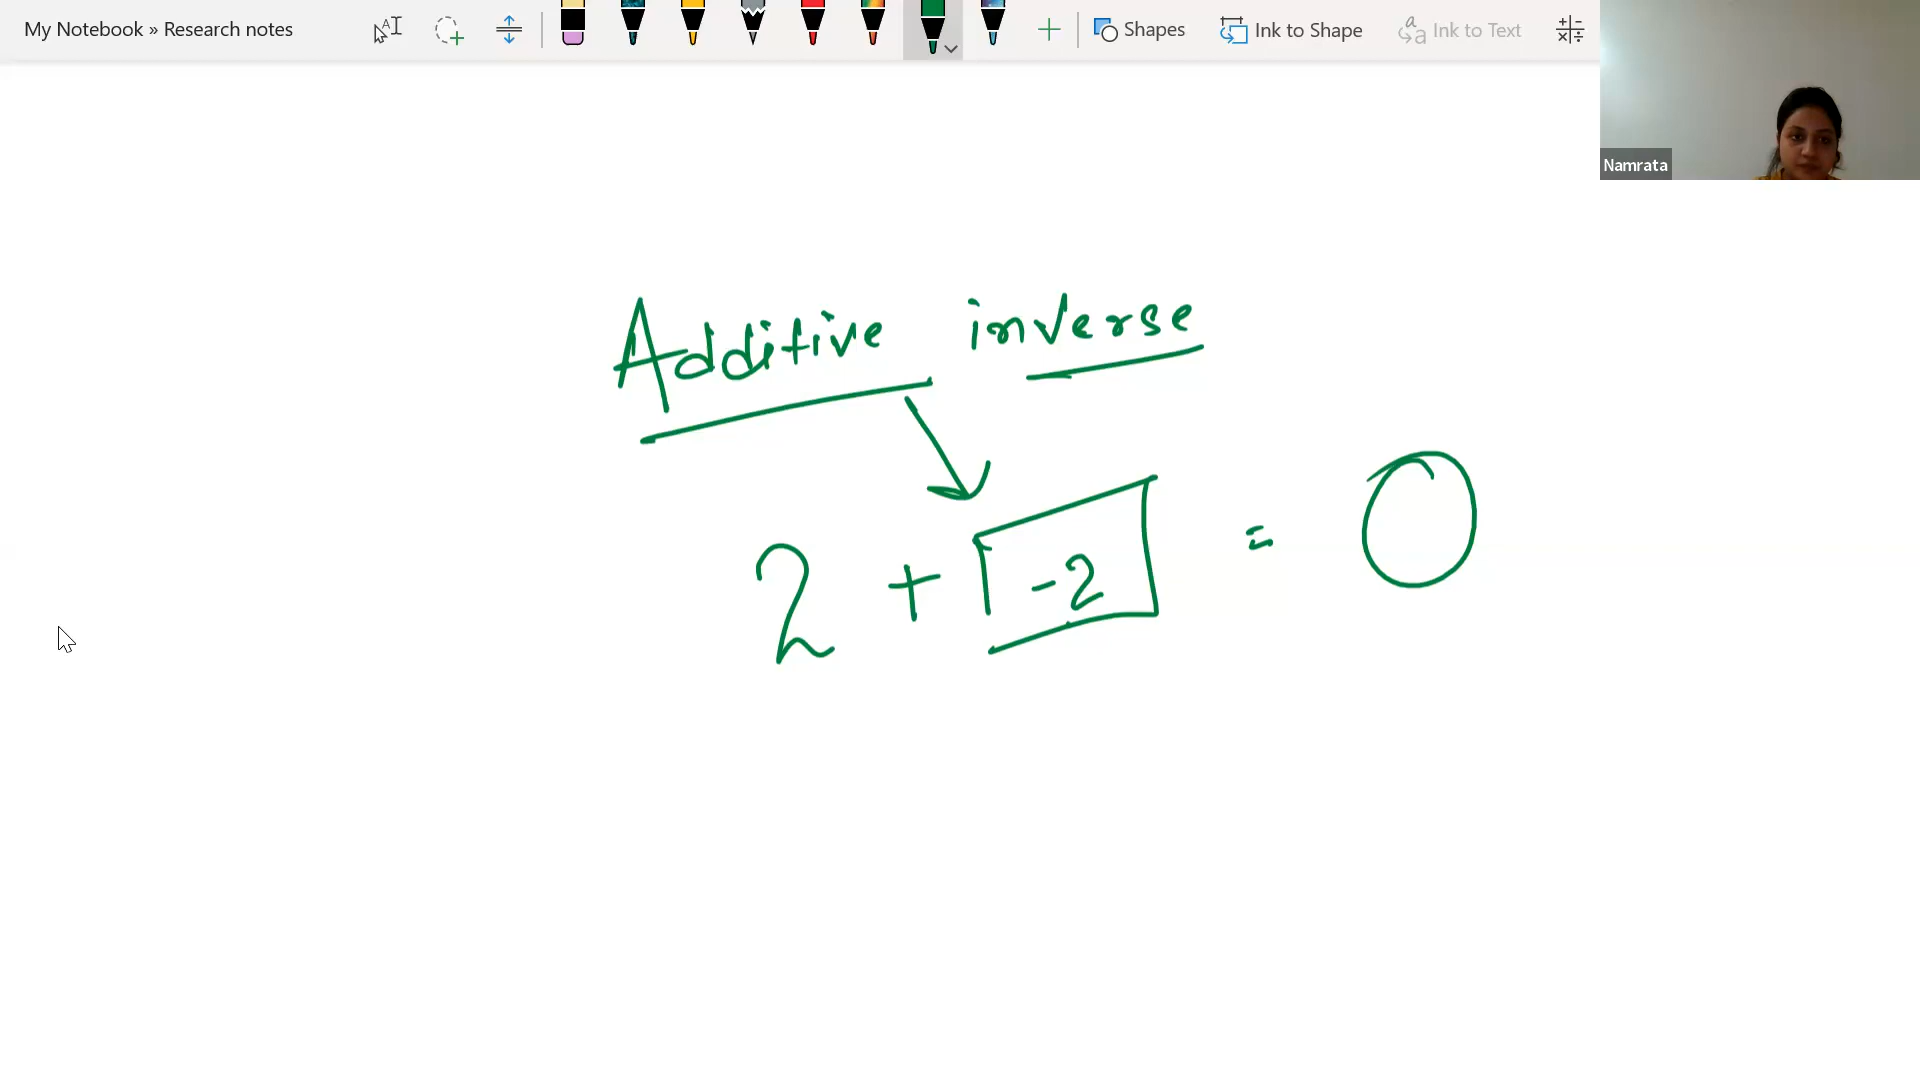 My Notebook » Research notes
Shapes
Ink to Shape
Ink to Text
Namrata
Additive inverse
2 + -2 = 0